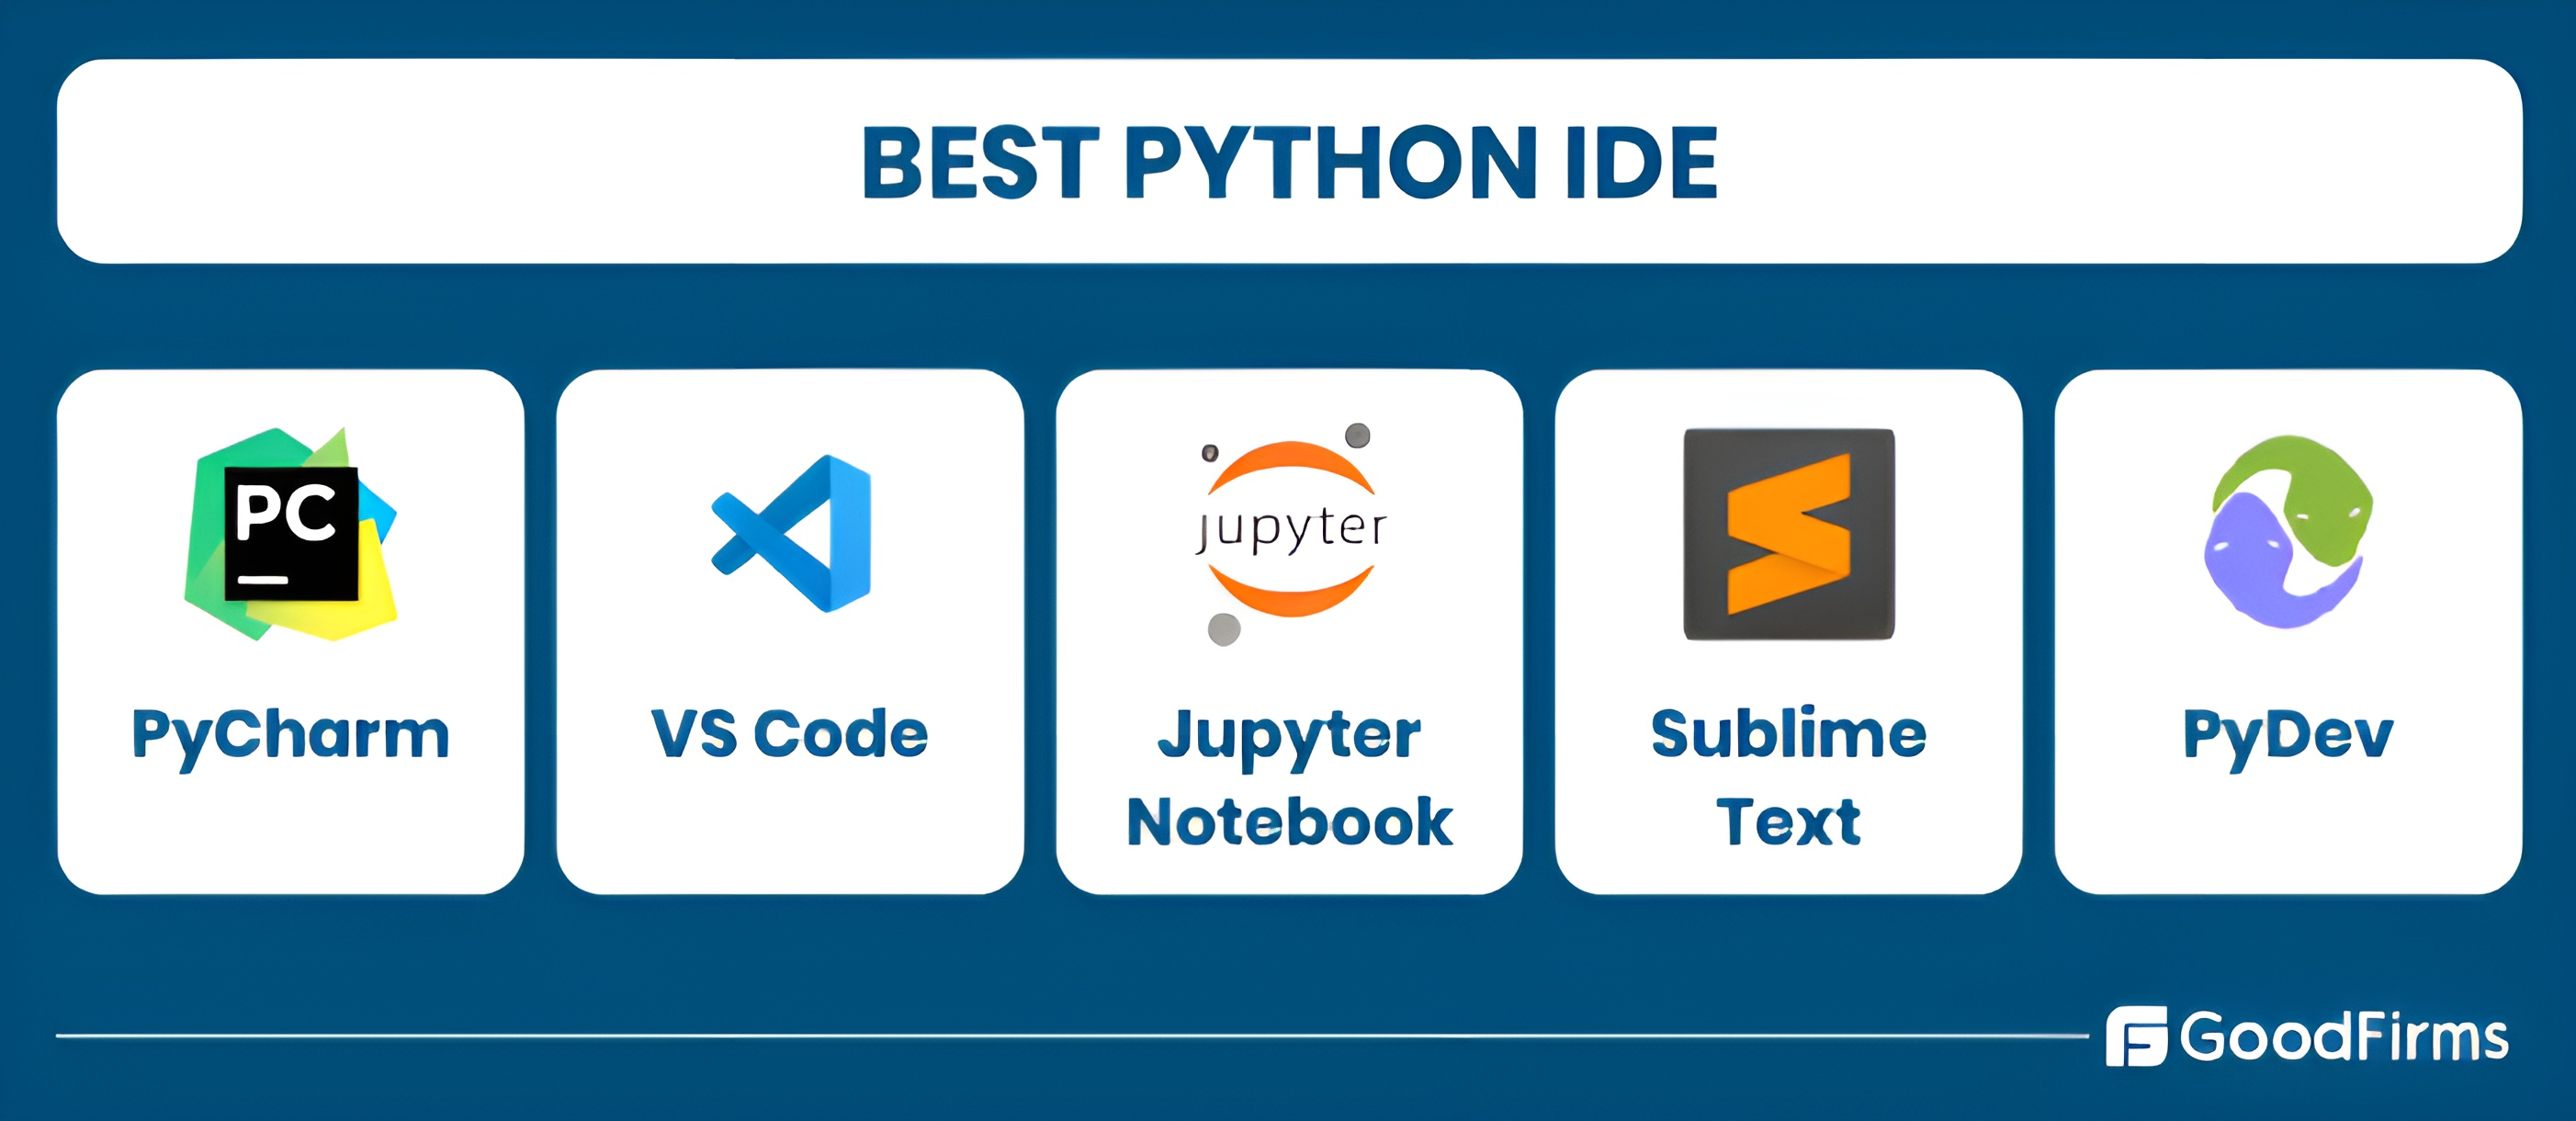 BEST PYTHON IDE
PC
jupyter
PyCharm
VS Code
Jupyter
Notebook
Sublime
Text
PyDev
GoodFirms